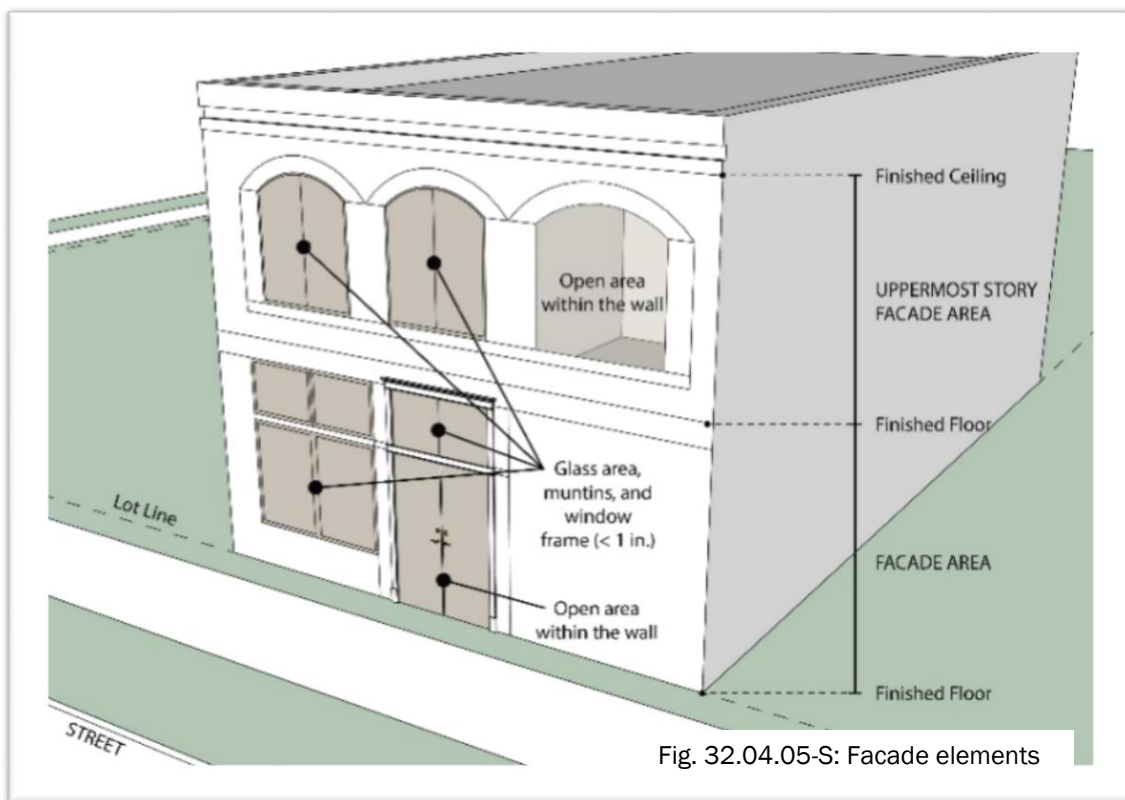 Finished Ceiling
UPPERMOST STORY
FACADE AREA
Open area
within the wall
Finished Floor
Glass area,
muntins, and
window
frame (< 1 in.)
Lot Line
FACADE AREA
Open area
within the wall
Finished Floor
STREET
Fig. 32.04.05-S: Facade elements